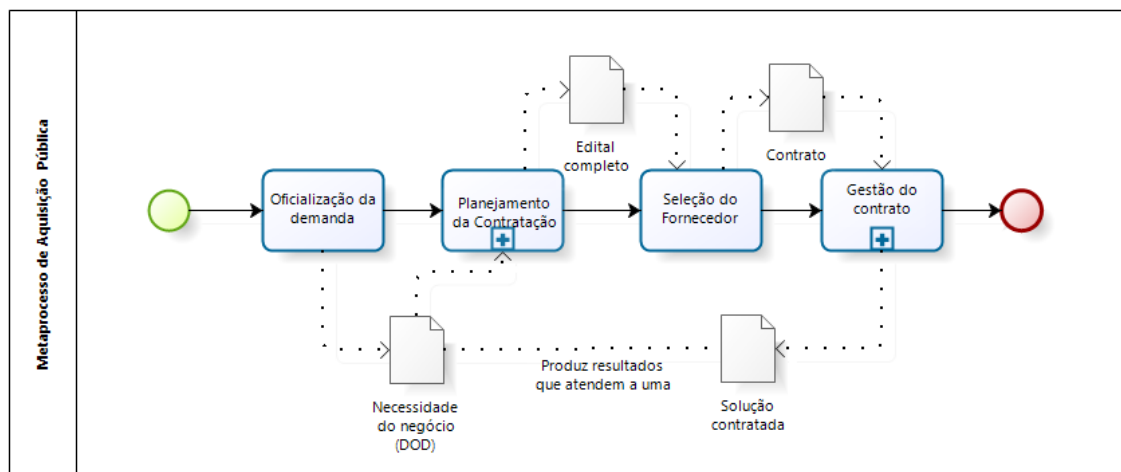 Metaprocesso de Aquisição Pública
Edital
completo
Contrato
Oficialização da
demanda
Planejamento
da Contratação
Seleção do
Fornecedor
Gestão do
contrato
Produz resultados
que atendem a uma
Necessidade
do negócio
(DOD)
Solução
contratada